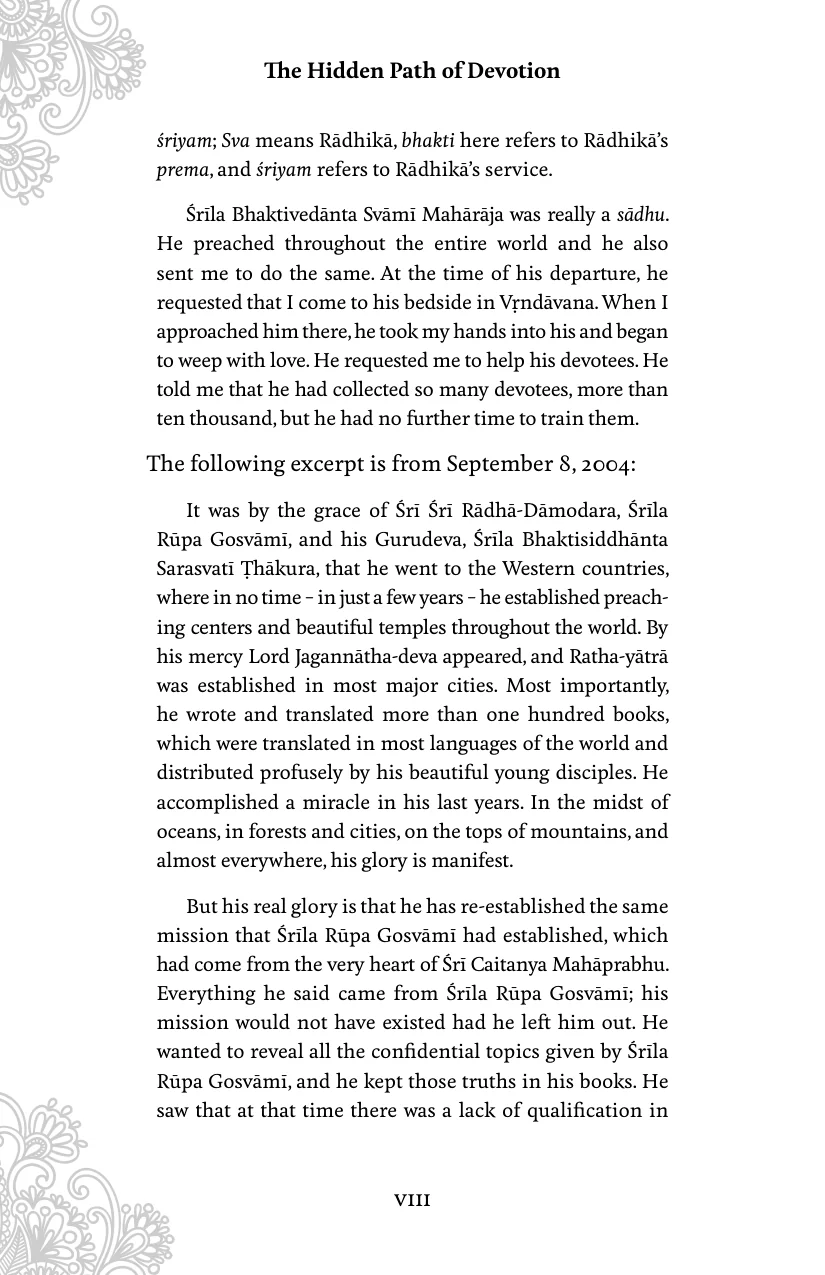 The Hidden Path of Devotion
śriyam; Sva means Rādhikā, bhakti here refers to Rādhikā’s
prema, and śriyam refers to Rādhikā’s service.
Śrīla Bhaktivedānta Svāmī Mahārāja was really a sādhu.
He preached throughout the entire world and he also
sent me to do the same. At the time of his departure, he
requested that I come to his bedside in Vṛndāvana. When I
approached him there, he took my hands into his and began
to weep with love. He requested me to help his devotees. He
told me that he had collected so many devotees, more than
ten thousand, but he had no further time to train them.
The following excerpt is from September 8, 2004:
It was by the grace of Śrī Śrī Rādhā-Dāmodara, Śrīla
Rūpa Gosvāmī, and his Gurudeva, Śrīla Bhaktisiddhānta
Sarasvatī Ṭhākura, that he went to the Western countries,
where in no time – in just a few years – he established preach-
ing centers and beautiful temples throughout the world. By
his mercy Lord Jagannātha-deva appeared, and Ratha-yātrā
was established in most major cities. Most importantly,
he wrote and translated more than one hundred books,
which were translated in most languages of the world and
distributed profusely by his beautiful young disciples. He
accomplished a miracle in his last years. In the midst of
oceans, in forests and cities, on the tops of mountains, and
almost everywhere, his glory is manifest.
But his real glory is that he has re-established the same
mission that Śrīla Rūpa Gosvāmī had established, which
had come from the very heart of Śrī Caitanya Mahāprabhu.
Everything he said came from Śrīla Rūpa Gosvāmī; his
mission would not have existed had he left him out. He
wanted to reveal all the confidential topics given by Śrīla
Rūpa Gosvāmī, and he kept those truths in his books. He
saw that at that time there was a lack of qualification in
VIII